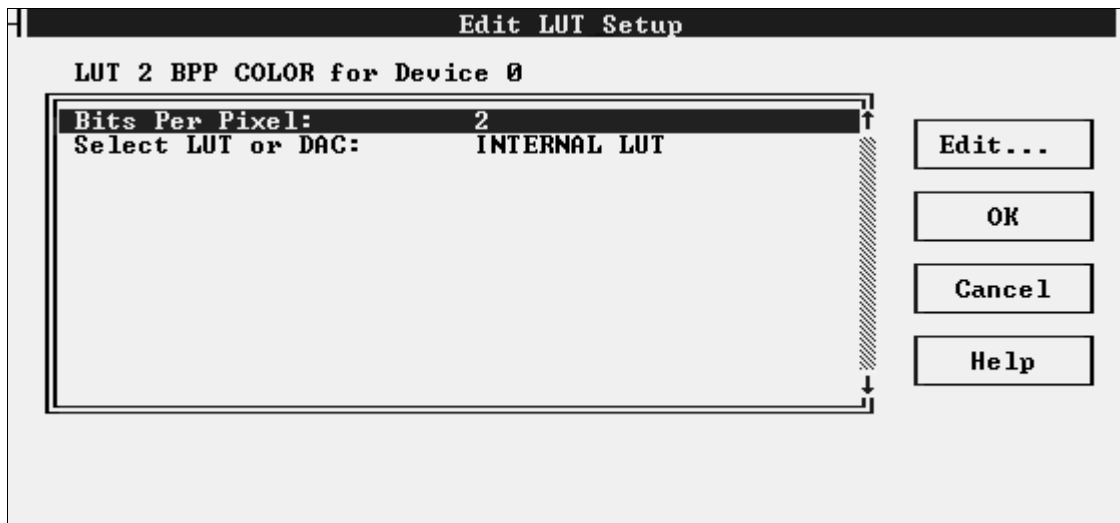 Edit LUT Setup
LUT 2 BPP COLOR for Device 0
Bits Per Pixel: 2
Select LUT or DAC: INTERNAL LUT
Edit...
OK
Cancel
Help